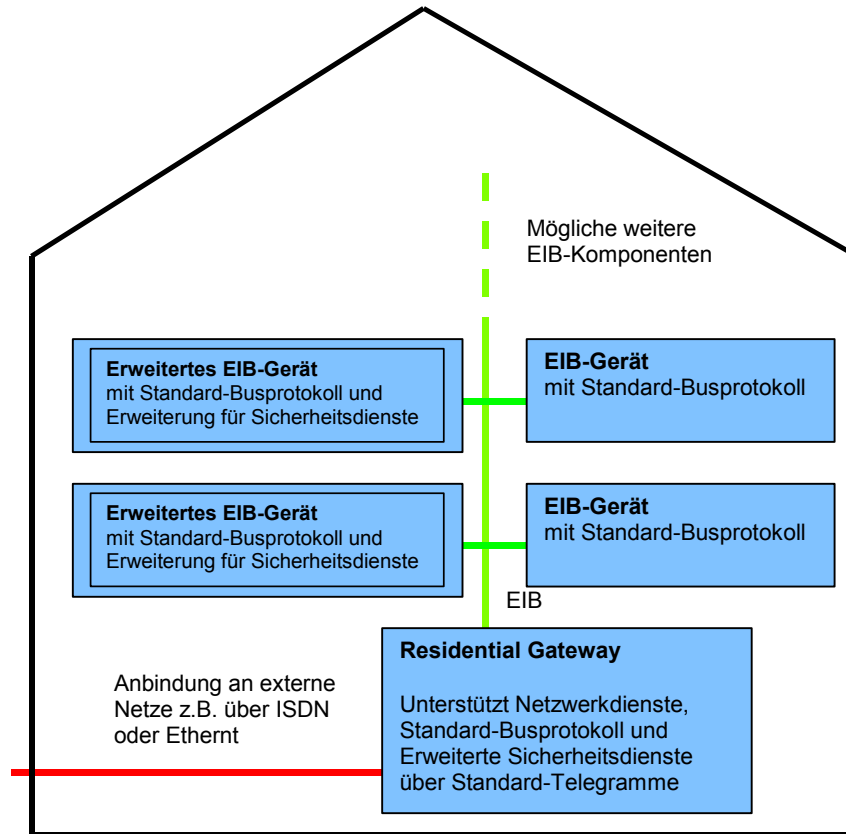 Mögliche weitere
EIB-Komponenten
Erweitertes EIB-Gerät
mit Standard-Busprotokoll und
Erweiterung für Sicherheitsdienste
EIB-Gerät
mit Standard-Busprotokoll
Erweitertes EIB-Gerät
mit Standard-Busprotokoll und
Erweiterung für Sicherheitsdienste
EIB-Gerät
mit Standard-Busprotokoll
EIB
Residential Gateway
Unterstützt Netzwerkdienste,
Standard-Busprotokoll und
Erweiterte Sicherheitsdienste
über Standard-Telegramme
Anbindung an externe
Netze z.B. über ISDN
oder Ethernt